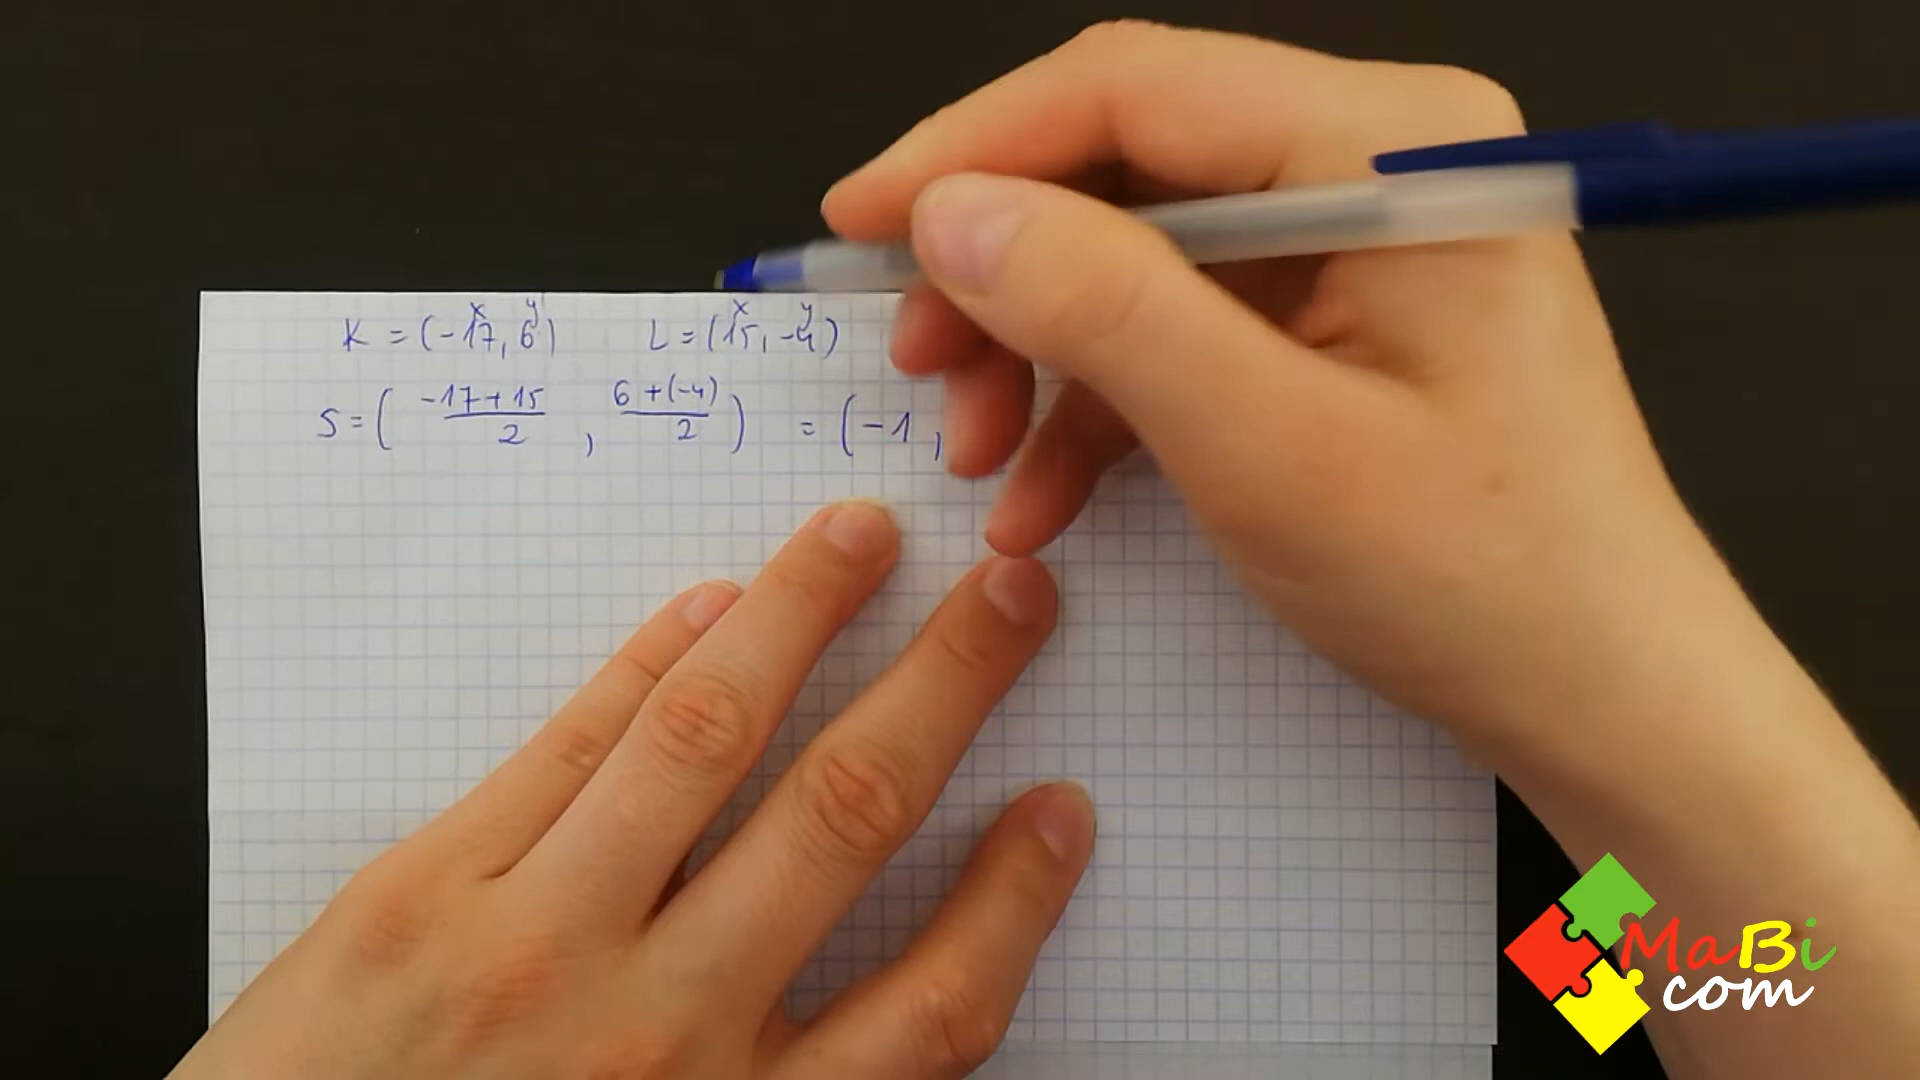 K = (-17, 6) L = (15, -4)
x y x y
S = ( -17+15 / 2 , 6+(-4) / 2 ) = (-1 ,
MaBi
com